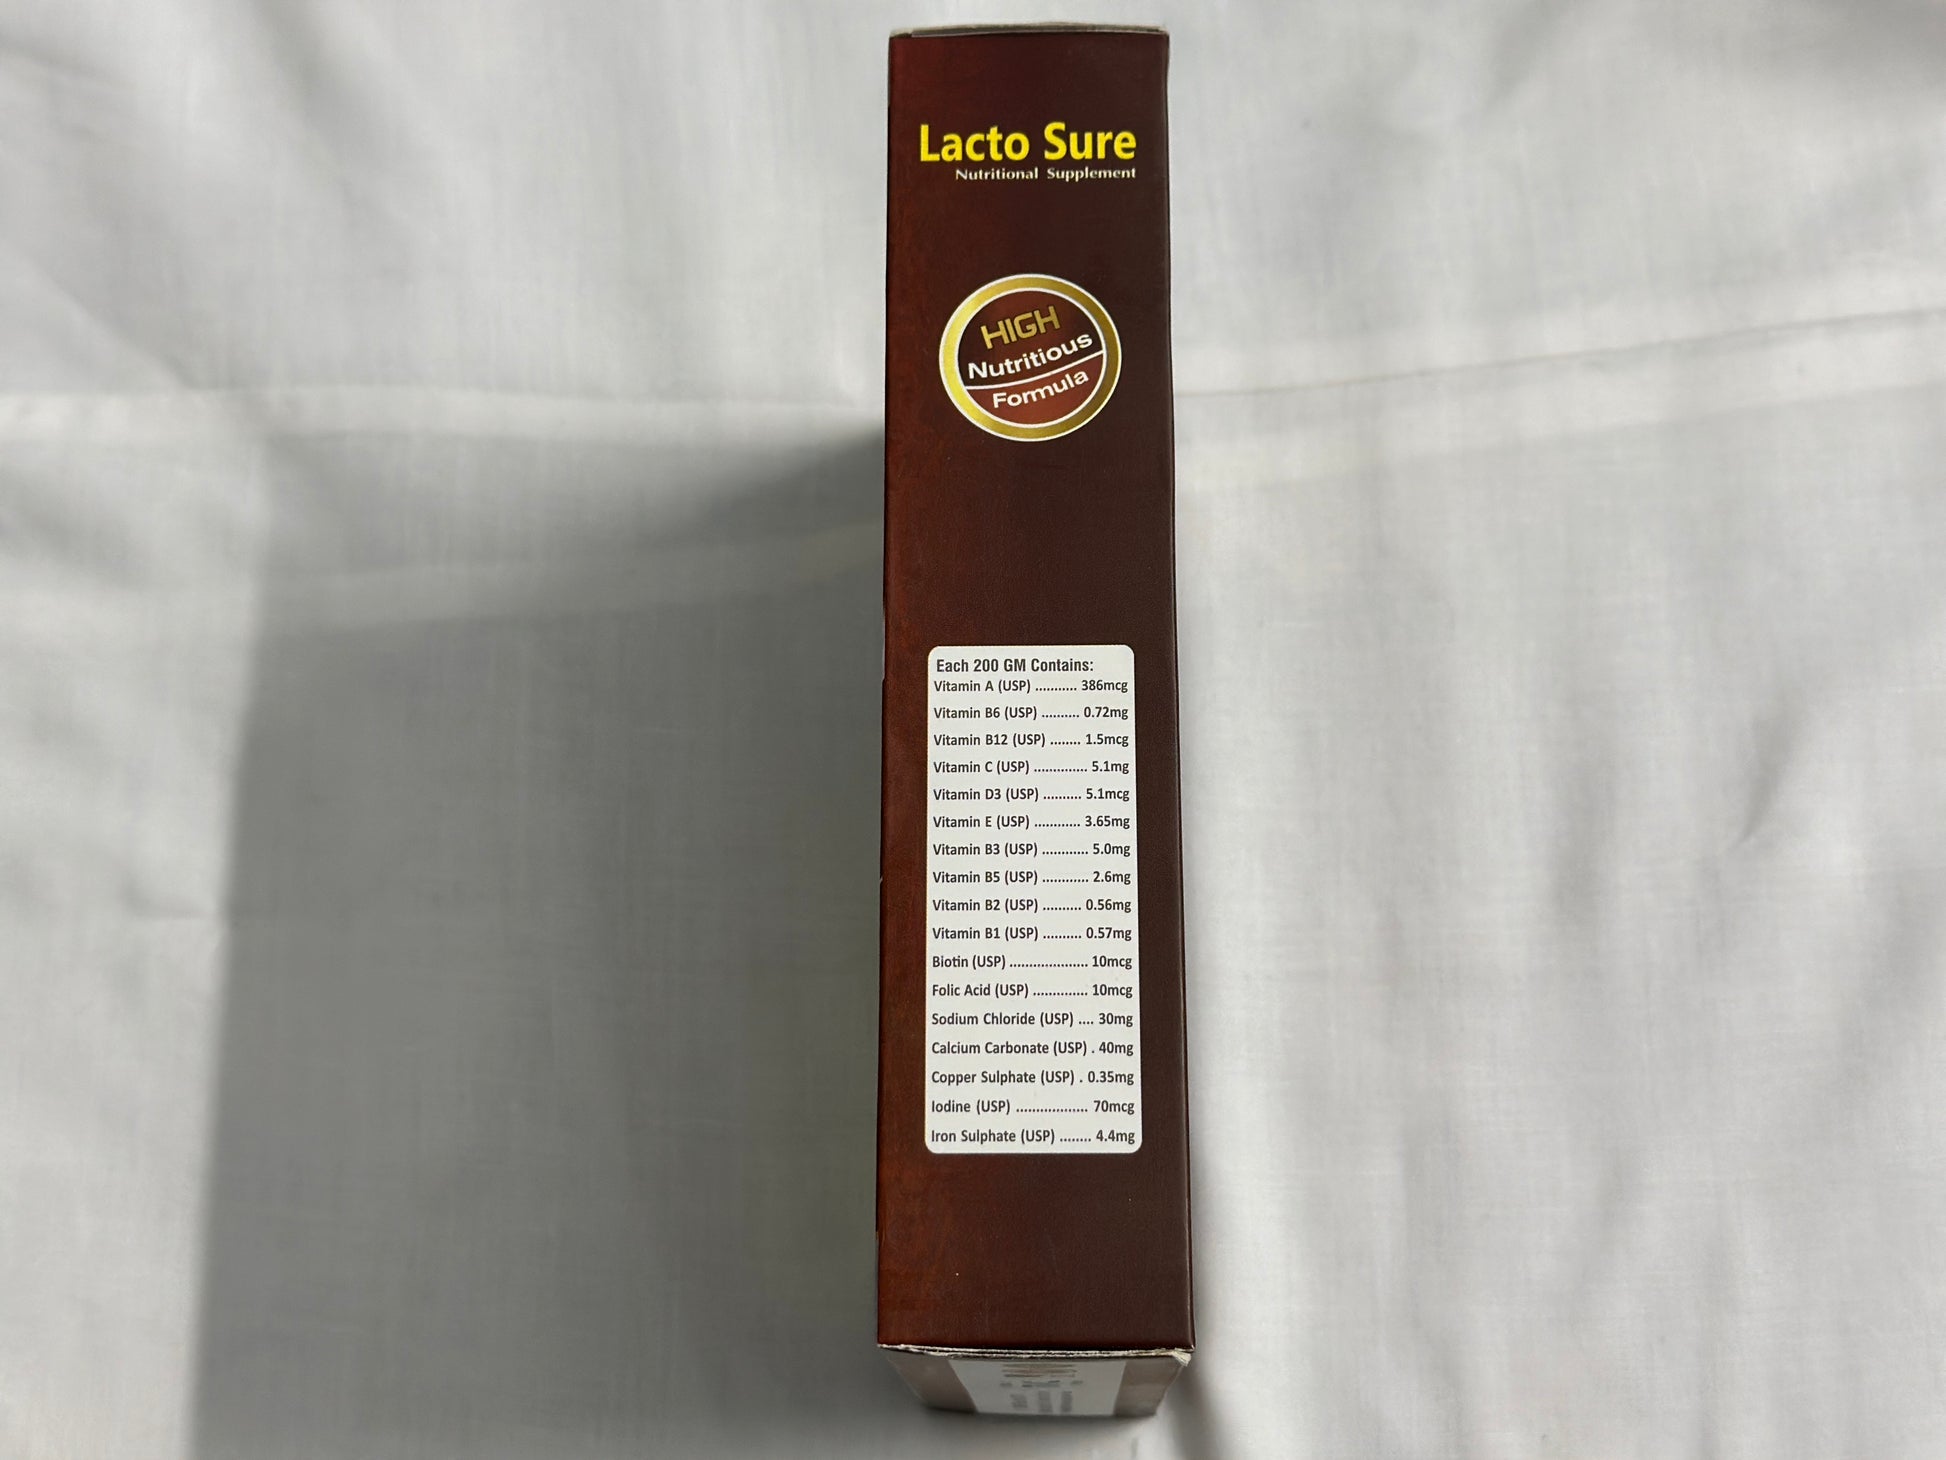 Lacto Sure
Nutritional Supplement
HIGH
Nutritious
Formula
Each 200 GM Contains:
Vitamin A (USP) ........... 386mcg
Vitamin B6 (USP) .......... 0.72mg
Vitamin B12 (USP) ........ 1.5mcg
Vitamin C (USP) .............. 5.1mg
Vitamin D3 (USP) .......... 5.1mcg
Vitamin E (USP) ............ 3.65mg
Vitamin B3 (USP) ............ 5.0mg
Vitamin B5 (USP) ............ 2.6mg
Vitamin B2 (USP) .......... 0.56mg
Vitamin B1 (USP) .......... 0.57mg
Biotin (USP) .................... 10mcg
Folic Acid (USP) .............. 10mcg
Sodium Chloride (USP) .... 30mg
Calcium Carbonate (USP) . 40mg
Copper Sulphate (USP) . 0.35mg
Iodine (USP) .................. 70mcg
Iron Sulphate (USP) ........ 4.4mg